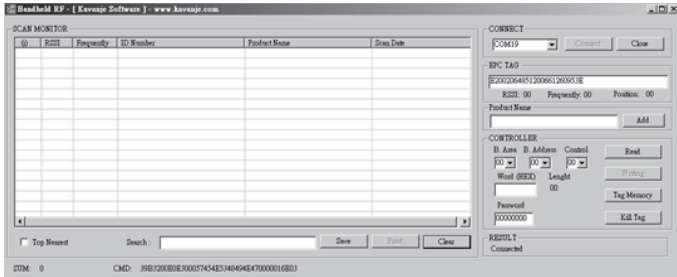 Handheld RF - [ Kavanje Software ] - www.kavanje.com
SCAN MONITOR
(i) RSSI Frequently ID Number Product Name Scan Date
Top Nearest Search : Save Print Clear
SUM: 0 CMD:
CONNECT
COM19 Connect Close
EPC TAG
E2002064851200661260953E
RSSI: 00 Frequently: 00 Position: 00
Product Name
Add
CONTROLLER
B. Area B. Address Control
00 00 00
Read
Word (HEX) Lenght
Writing
00
Tag Memory
Password
00000000
Kill Tag
RESULT
Connected